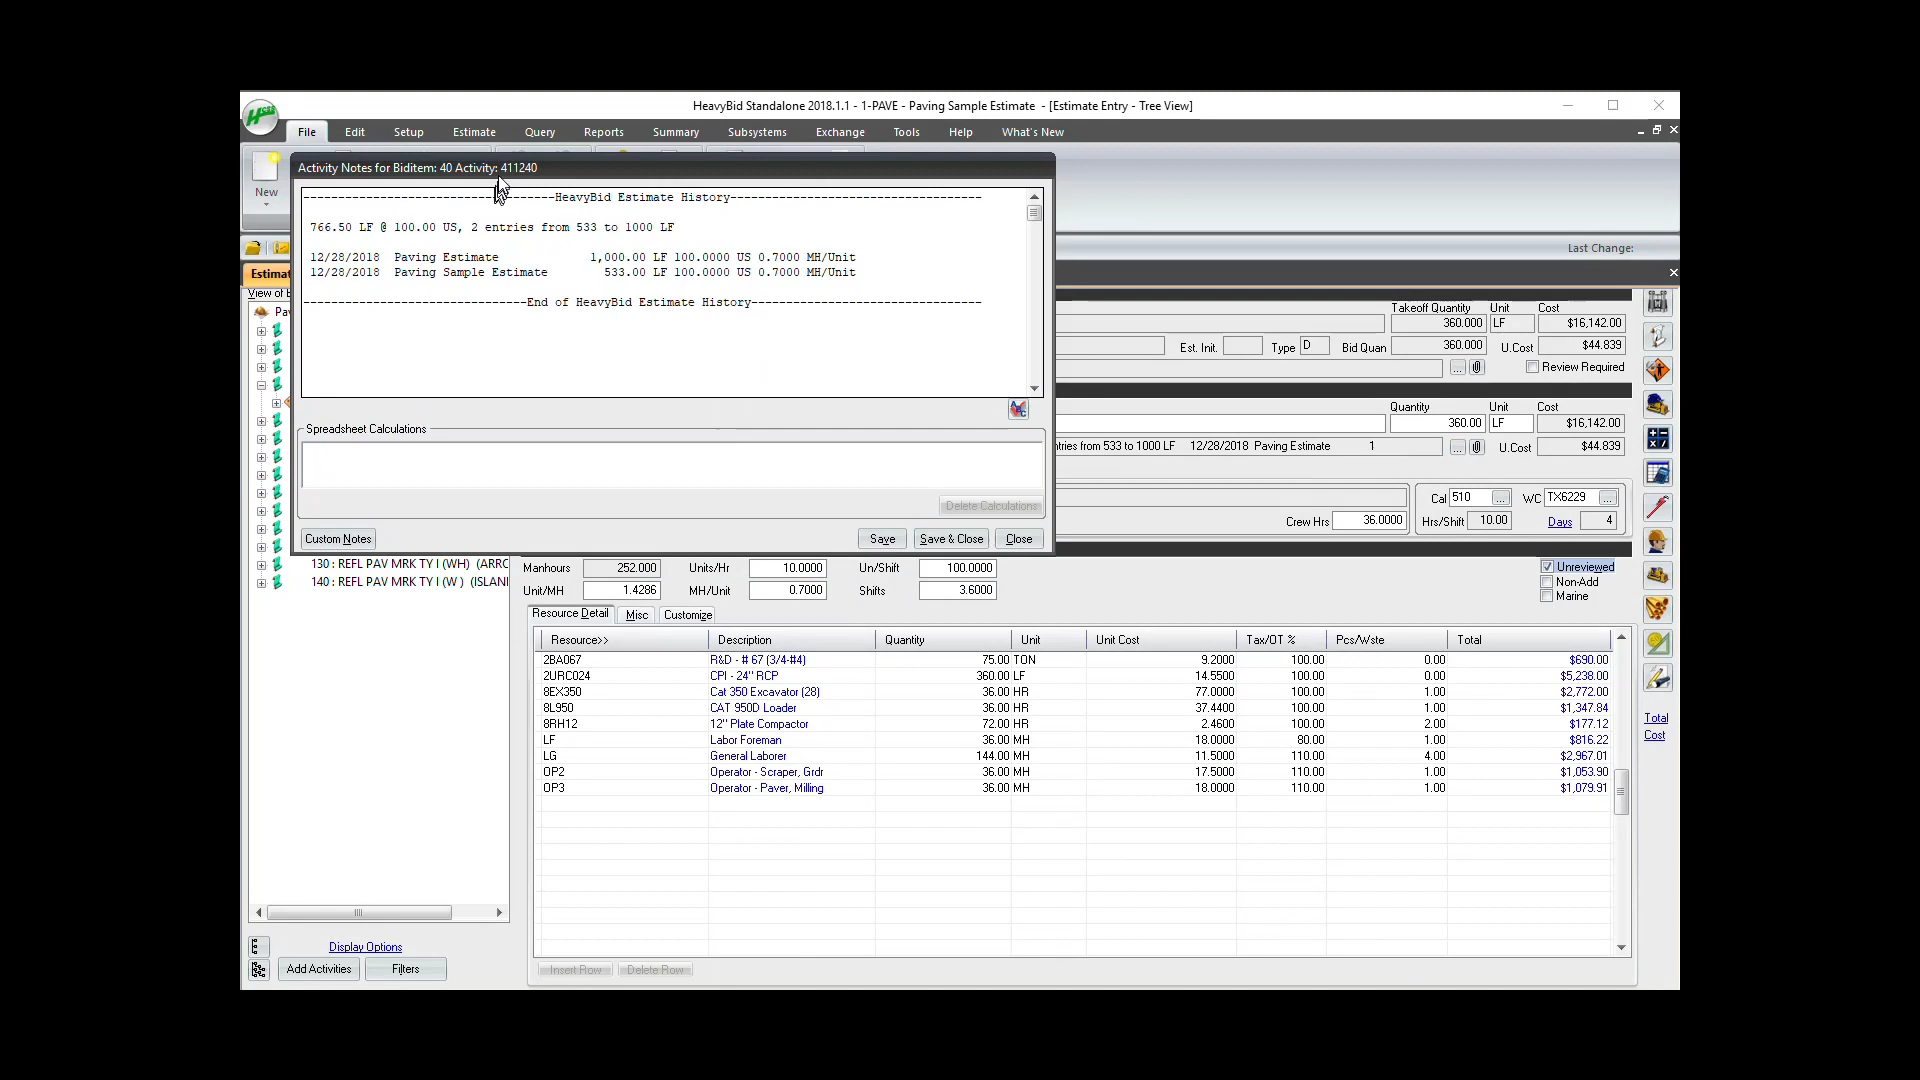 HeavyBid Standalone 2018.1.1 - 1-PAVE - Paving Sample Estimate - [Estimate Entry - Tree View]
HCSS
File Edit Setup Estimate Query Reports Summary Subsystems Exchange Tools Help What's New
New
Activity Notes for Biditem: 40 Activity: 411240
-----------------------------------HeavyBid Estimate History-----------------------------------
766.50 LF @ 100.00 US, 2 entries from 533 to 1000 LF
12/28/2018 Paving Estimate 1,000.00 LF 100.0000 US 0.7000 MH/Unit
12/28/2018 Paving Sample Estimate 533.00 LF 100.0000 US 0.7000 MH/Unit
--------------------------------End of HeavyBid Estimate History---------------------------------
Spreadsheet Calculations
Delete Calculations
Custom Notes Save Save & Close Close
Last Change:
Estimat
View of E
Pav
Takeoff Quantity Unit Cost
360.000 LF $16,142.00
Est. Init. Type D Bid Quan 360.000 U.Cost $44.839
... Review Required
Quantity Unit Cost
360.00 LF $16,142.00
ntries from 533 to 1000 LF 12/28/2018 Paving Estimate 1 ... U.Cost $44.839
Cal 510 ... WC TX6229 ...
Crew Hrs 36.0000 Hrs/Shift 10.00 Days 4
130 : REFL PAV MRK TY I (WH) (ARRC
140 : REFL PAV MRK TY I (W ) (ISLANI
Manhours 252.000 Units/Hr 10.0000 Un/Shift 100.0000 Unreviewed
Unit/MH 1.4286 MH/Unit 0.7000 Shifts 3.6000 Non-Add
Marine
Resource Detail Misc Customize
Resource>> Description Quantity Unit Unit Cost Tax/OT % Pcs/Wste Total
2BA067 R&D - # 67 (3/4-#4) 75.00 TON 9.2000 100.00 0.00 $690.00
2URC024 CPI - 24" RCP 360.00 LF 14.5500 100.00 0.00 $5,238.00
8EX350 Cat 350 Excavator (28) 36.00 HR 77.0000 100.00 1.00 $2,772.00
8L950 CAT 950D Loader 36.00 HR 37.4400 100.00 1.00 $1,347.84
8RH12 12" Plate Compactor 72.00 HR 2.4600 100.00 2.00 $177.12
LF Labor Foreman 36.00 MH 18.0000 80.00 1.00 $816.22
LG General Laborer 144.00 MH 11.5000 110.00 4.00 $2,967.01
OP2 Operator - Scraper, Grdr 36.00 MH 17.5000 110.00 1.00 $1,053.90
OP3 Operator - Paver, Milling 36.00 MH 18.0000 110.00 1.00 $1,079.91
Total
Cost
Display Options
Add Activities Filters
Insert Row Delete Row